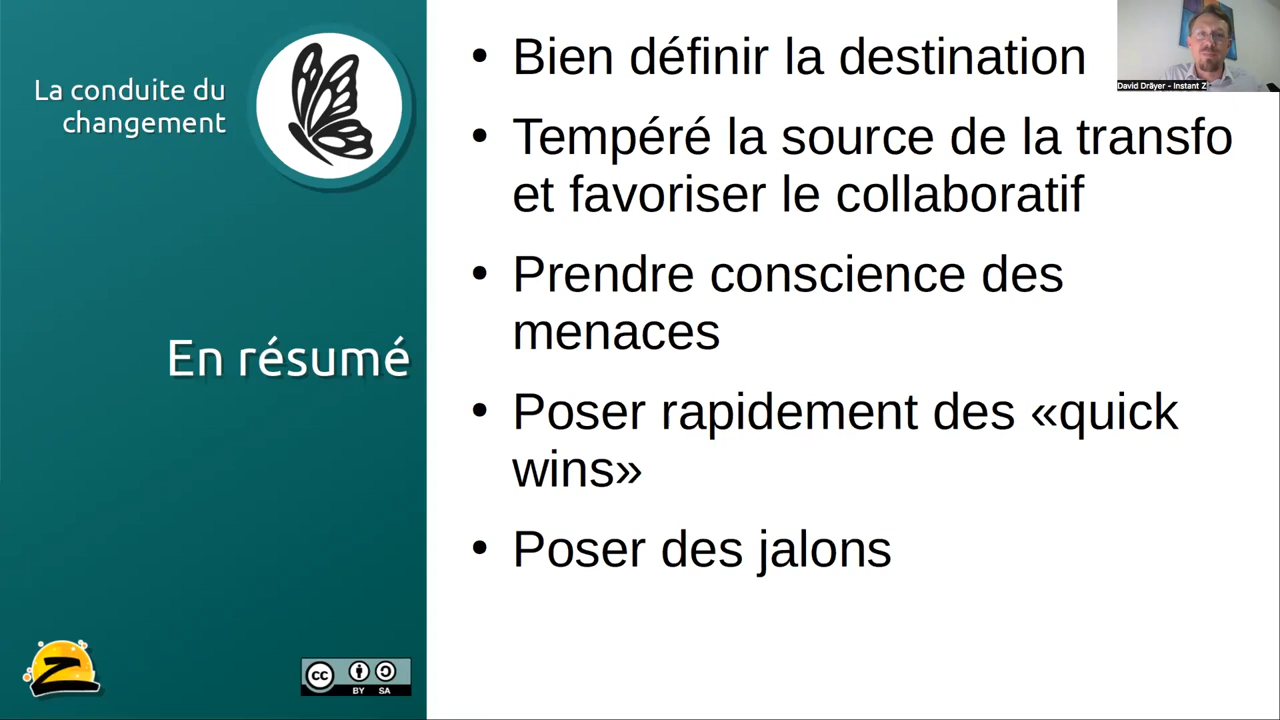 La conduite du
changement
En résumé
• Bien définir la destination
• Tempéré la source de la transfo
et favoriser le collaboratif
• Prendre conscience des
menaces
• Poser rapidement des «quick
wins»
• Poser des jalons
David Dräyer - Instant Z
Z
cc
BY SA